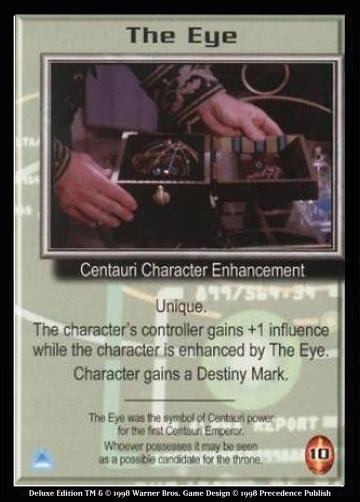 The Eye
Centauri Character Enhancement
Unique.
The character's controller gains +1 influence
while the character is enhanced by The Eye.
Character gains a Destiny Mark.
The Eye was the symbol of Centauri power
for the first Centauri Emperor.
Whoever possesses it may be seen
as a possible candidate for the throne.
10
Deluxe Edition TM & © 1998 Warner Bros. Game Design © 1998 Precedence Publish